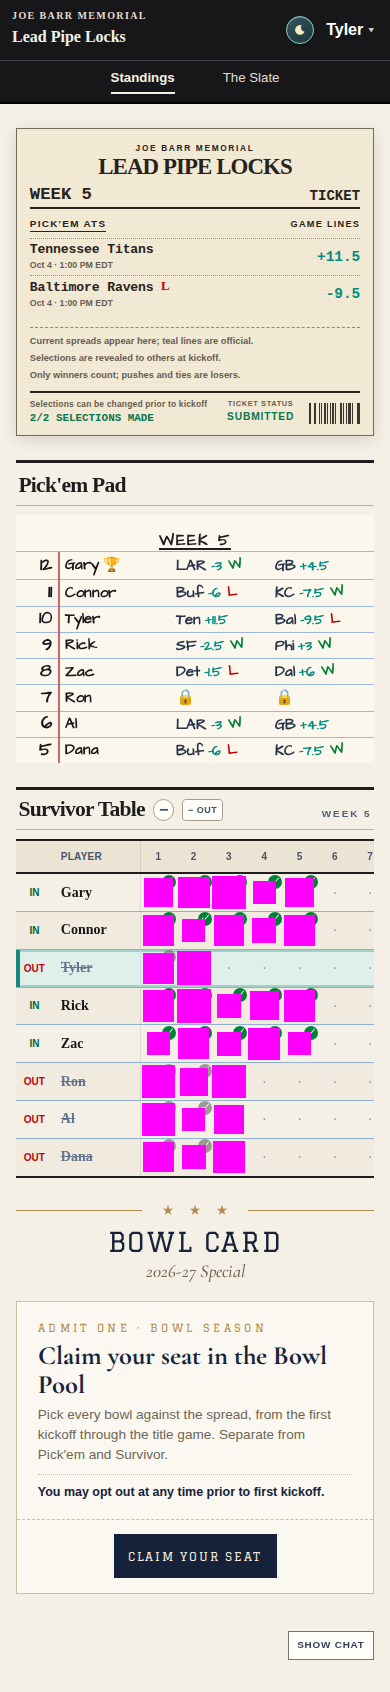 JOE BARR MEMORIAL
Lead Pipe Locks
Tyler
Standings The Slate
JOE BARR MEMORIAL
LEAD PIPE LOCKS
WEEK 5 TICKET
PICK'EM ATS GAME LINES
Tennessee Titans
Oct 4 · 1:00 PM EDT
+11.5
Baltimore Ravens L
Oct 4 · 1:00 PM EDT
-9.5
Current spreads appear here; teal lines are official.
Selections are revealed to others at kickoff.
Only winners count; pushes and ties are losers.
Selections can be changed prior to kickoff
2/2 SELECTIONS MADE
TICKET STATUS
SUBMITTED
Pick'em Pad
WEEK 5
12 Gary 🏆 LAR -3 W GB +4.5
11 Connor Buf -6 L KC -7.5 W
10 Tyler Ten +11.5 Bal -9.5 L
9 Rick SF -2.5 W Phi +3 W
8 Zac Det -1.5 L Dal +6 W
7 Ron 🔒 🔒
6 Al LAR -3 W GB +4.5
5 Dana Buf -6 L KC -7.5 W
Survivor Table − − OUT WEEK 5
PLAYER 1 2 3 4 5 6 7
IN Gary · ·
IN Connor · ·
OUT Tyler · · · · ·
IN Rick · ·
IN Zac · ·
OUT Ron · · · ·
OUT Al · · · ·
OUT Dana · · · ·
★ ★ ★
BOWL CARD
2026-27 Special
ADMIT ONE · BOWL SEASON
Claim your seat in the Bowl
Pool
Pick every bowl against the spread, from the first
kickoff through the title game. Separate from
Pick'em and Survivor.
You may opt out at any time prior to first kickoff.
CLAIM YOUR SEAT
SHOW CHAT